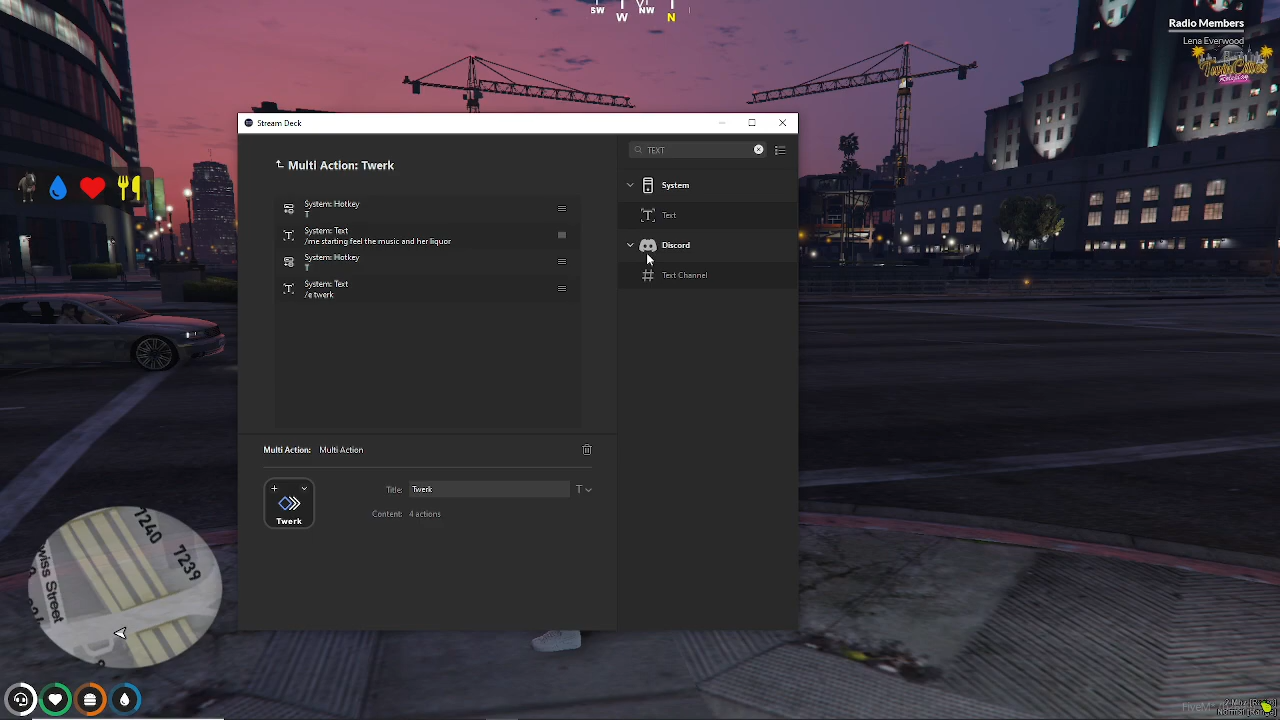 SW
W
NW
N
Radio Members
Lena Everwood
Stream Deck
Multi Action: Twerk
TEXT
System: Hotkey
T
System: Text
/me starting feel the music and her liquor
System: Hotkey
T
System: Text
/e twerk
System
Text
Discord
Text Channel
Multi Action: Multi Action
Title: Twerk
T
Content: 4 actions
Twerk
7240
7239
wiss Street